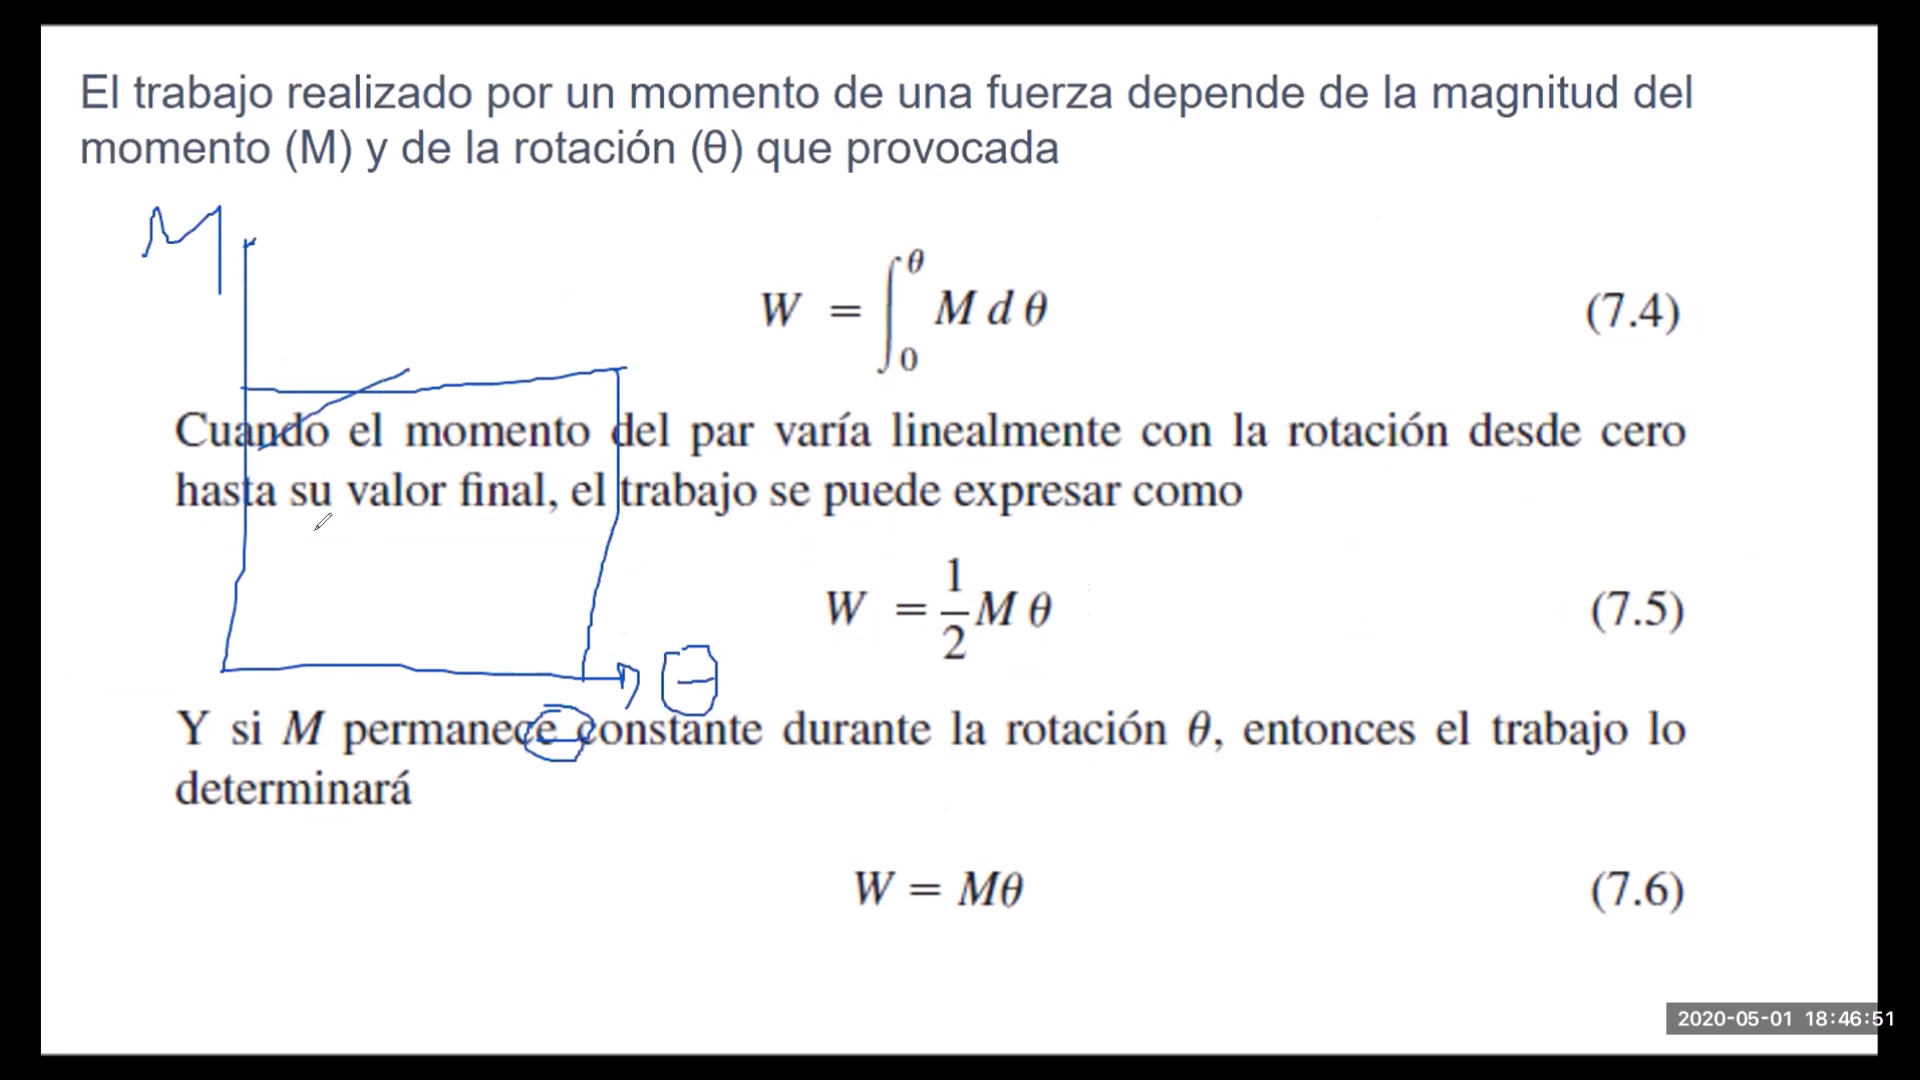 El trabajo realizado por un momento de una fuerza depende de la magnitud del
momento (M) y de la rotación (θ) que provocada
M
W = ∫₀^θ M d θ (7.4)
Cuando el momento del par varía linealmente con la rotación desde cero
hasta su valor final, el trabajo se puede expresar como
W = 1/2 M θ (7.5)
θ
Y si M permanece constante durante la rotación θ, entonces el trabajo lo
θ
determinará
W = Mθ (7.6)
2020-05-01 18:46:51